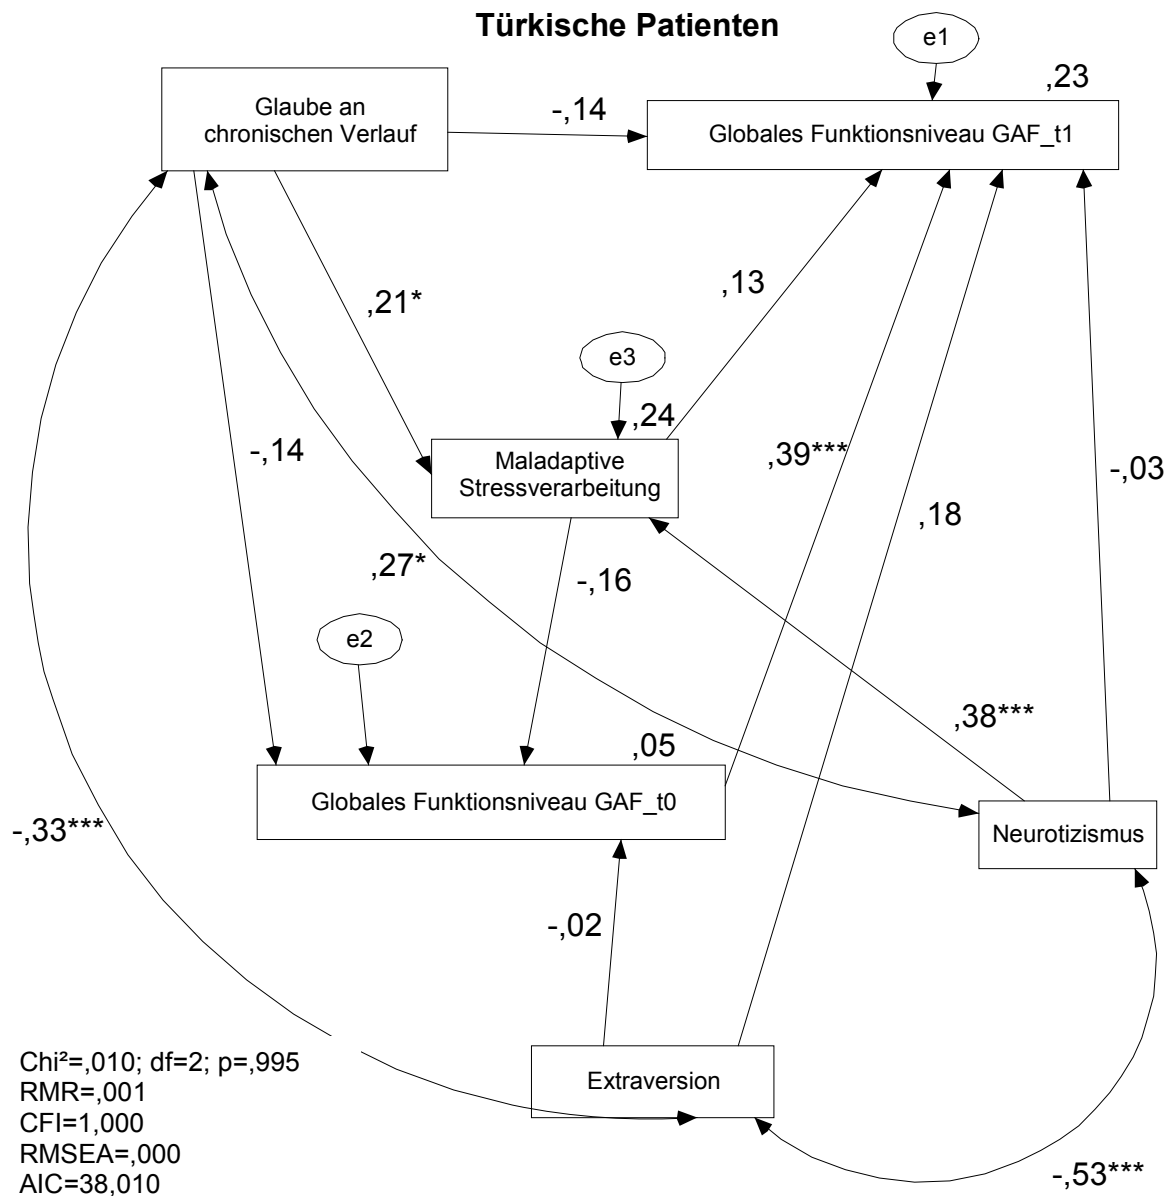 Türkische Patienten
e1
,23
Glaube an
chronischen Verlauf
-,14
Globales Funktionsniveau GAF_t1
,21*
,13
e3
,24
-,14
Maladaptive
Stressverarbeitung
,39***
-,03
,18
,27*
-,16
e2
,38***
,05
Globales Funktionsniveau GAF_t0
-,33***
Neurotizismus
-,02
Extraversion
-,53***
Chi²=,010; df=2; p=,995
RMR=,001
CFI=1,000
RMSEA=,000
AIC=38,010